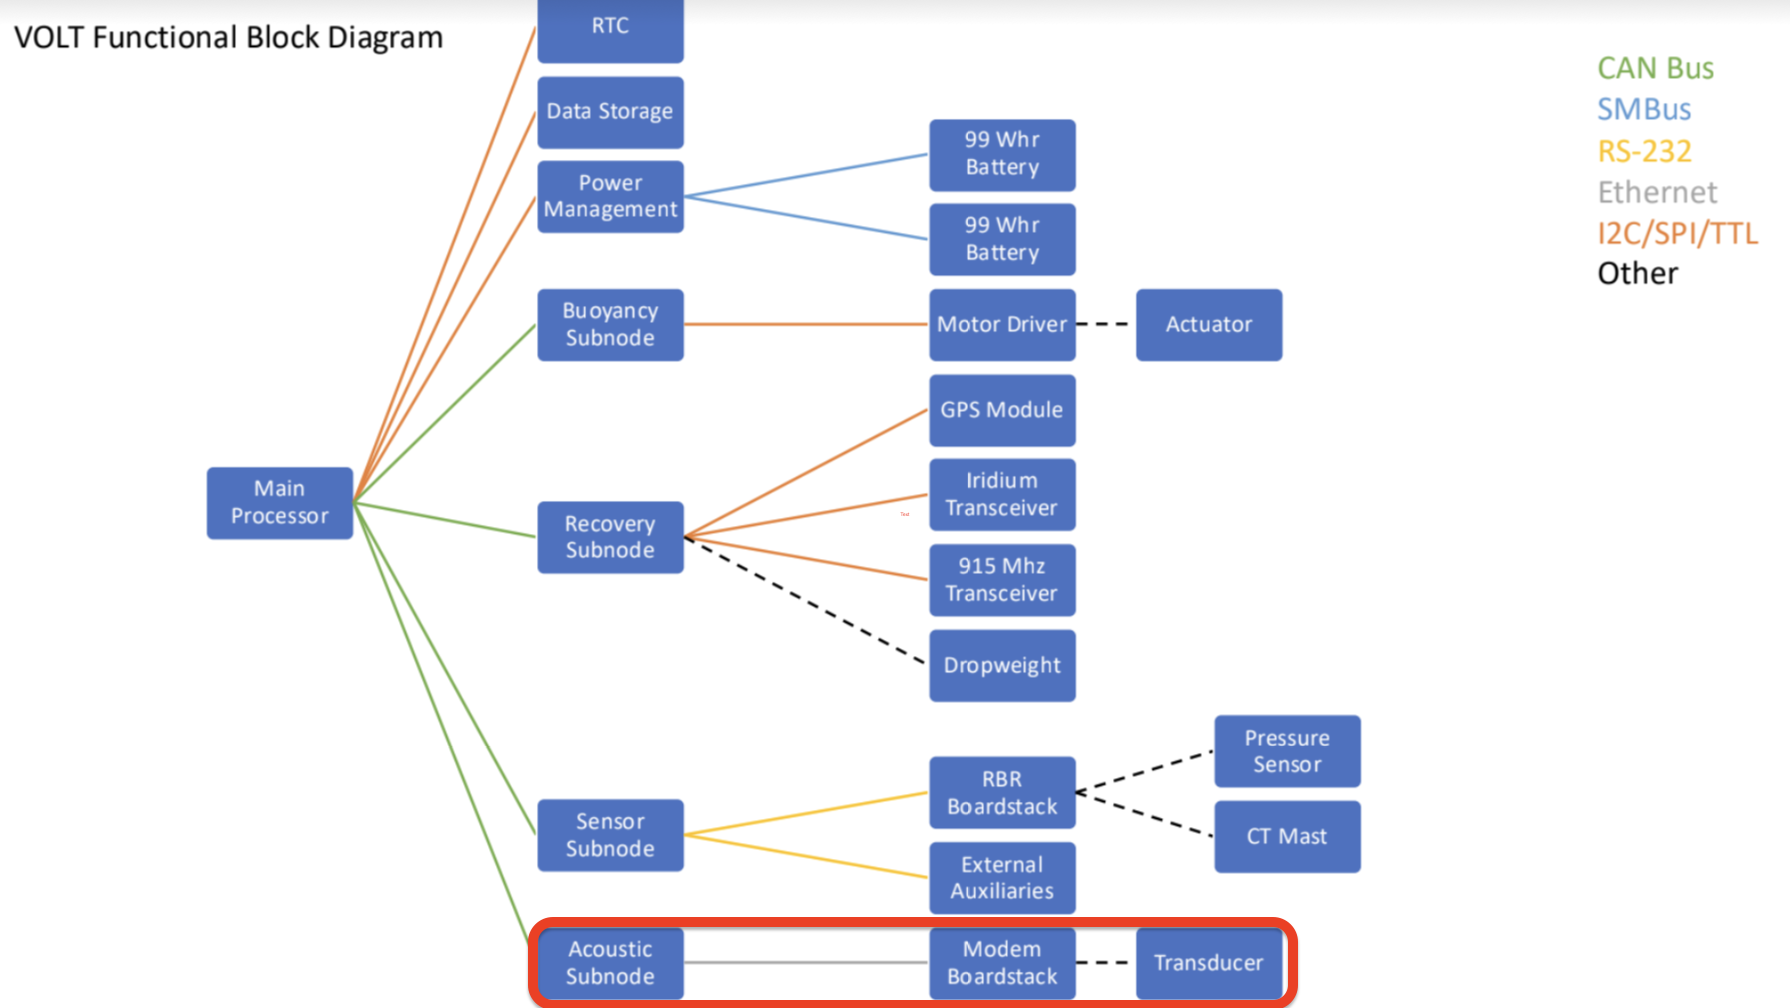 VOLT Functional Block Diagram
RTC
Data Storage
Power
Management
99 Whr
Battery
99 Whr
Battery
Buoyancy
Subnode
Motor Driver
Actuator
Main
Processor
Recovery
Subnode
GPS Module
Iridium
Transceiver
Text
915 Mhz
Transceiver
Dropweight
Sensor
Subnode
RBR
Boardstack
Pressure
Sensor
CT Mast
External
Auxiliaries
Acoustic
Subnode
Modem
Boardstack
Transducer
CAN Bus
SMBus
RS-232
Ethernet
I2C/SPI/TTL
Other